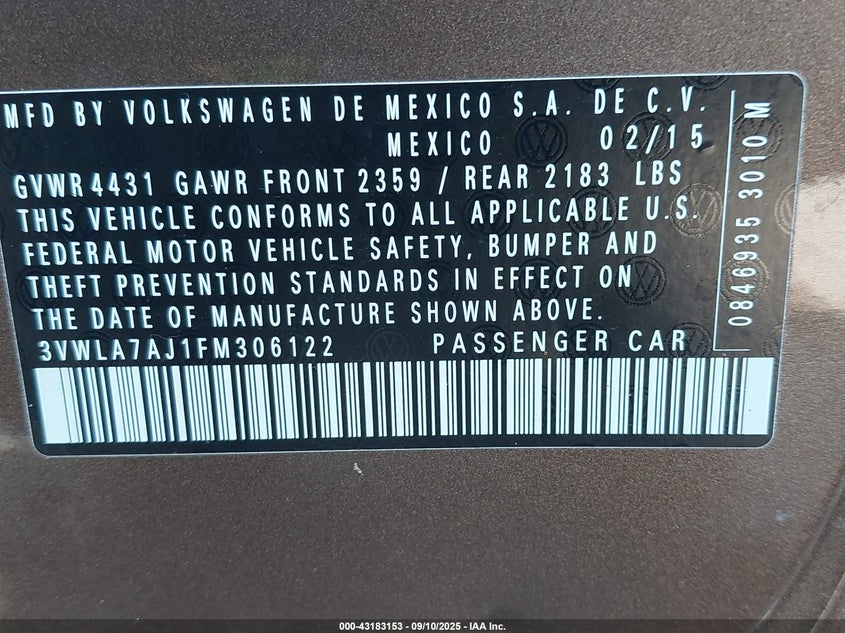 MFD BY VOLKSWAGEN DE MEXICO S.A. DE C.V.
MEXICO 02/15
GVWR 4431 GAWR FRONT 2359 / REAR 2183 LBS
THIS VEHICLE CONFORMS TO ALL APPLICABLE U.S.
FEDERAL MOTOR VEHICLE SAFETY, BUMPER AND
THEFT PREVENTION STANDARDS IN EFFECT ON
THE DATE OF MANUFACTURE SHOWN ABOVE.
3VWLA7AJ1FM306122 PASSENGER CAR
0846935 3010 M
000-43183153 - 09/10/2025 - IAA Inc.